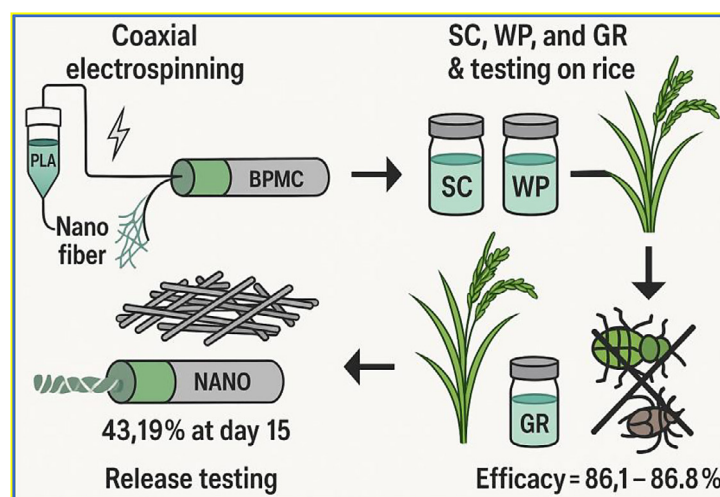 Coaxial
electrospinning
SC, WP, and GR
& testing on rice
PLA
BPMC
SC
WP
Nano
fiber
NANO
GR
43,19% at day 15
Release testing
Efficacy = 86,1 – 86.8%